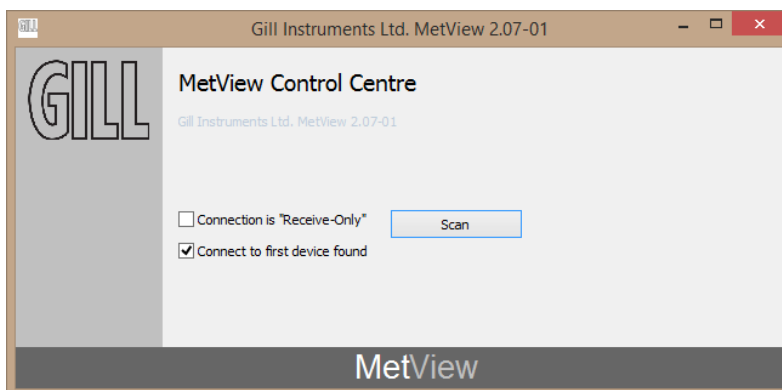 GILL
Gill Instruments Ltd. MetView 2.07-01
GILL
MetView Control Centre
Gill Instruments Ltd. MetView 2.07-01
Connection is "Receive-Only"
Scan
Connect to first device found
MetView